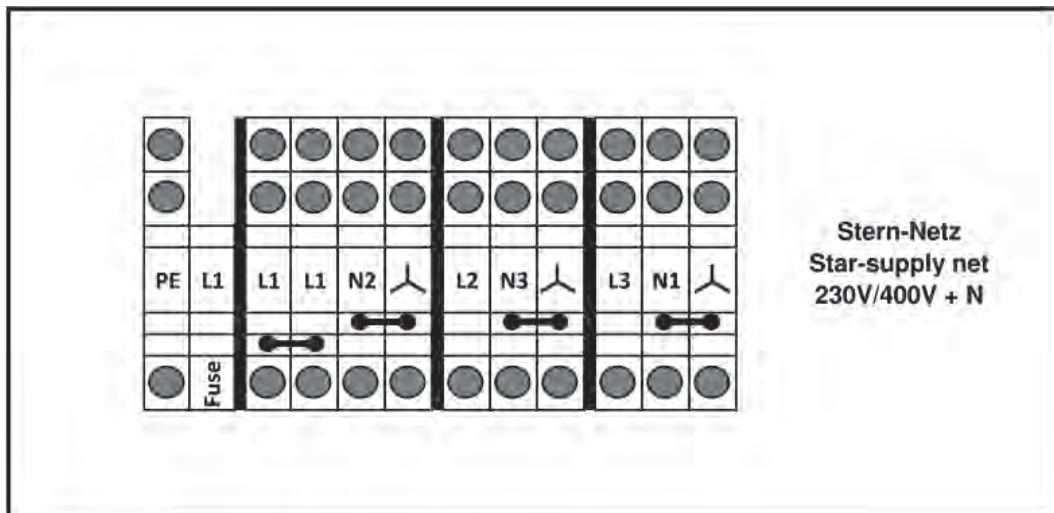 PE L1 L1 L1 N2 L2 N3 L3 N1
Fuse
Stern-Netz
Star-supply net
230V/400V + N